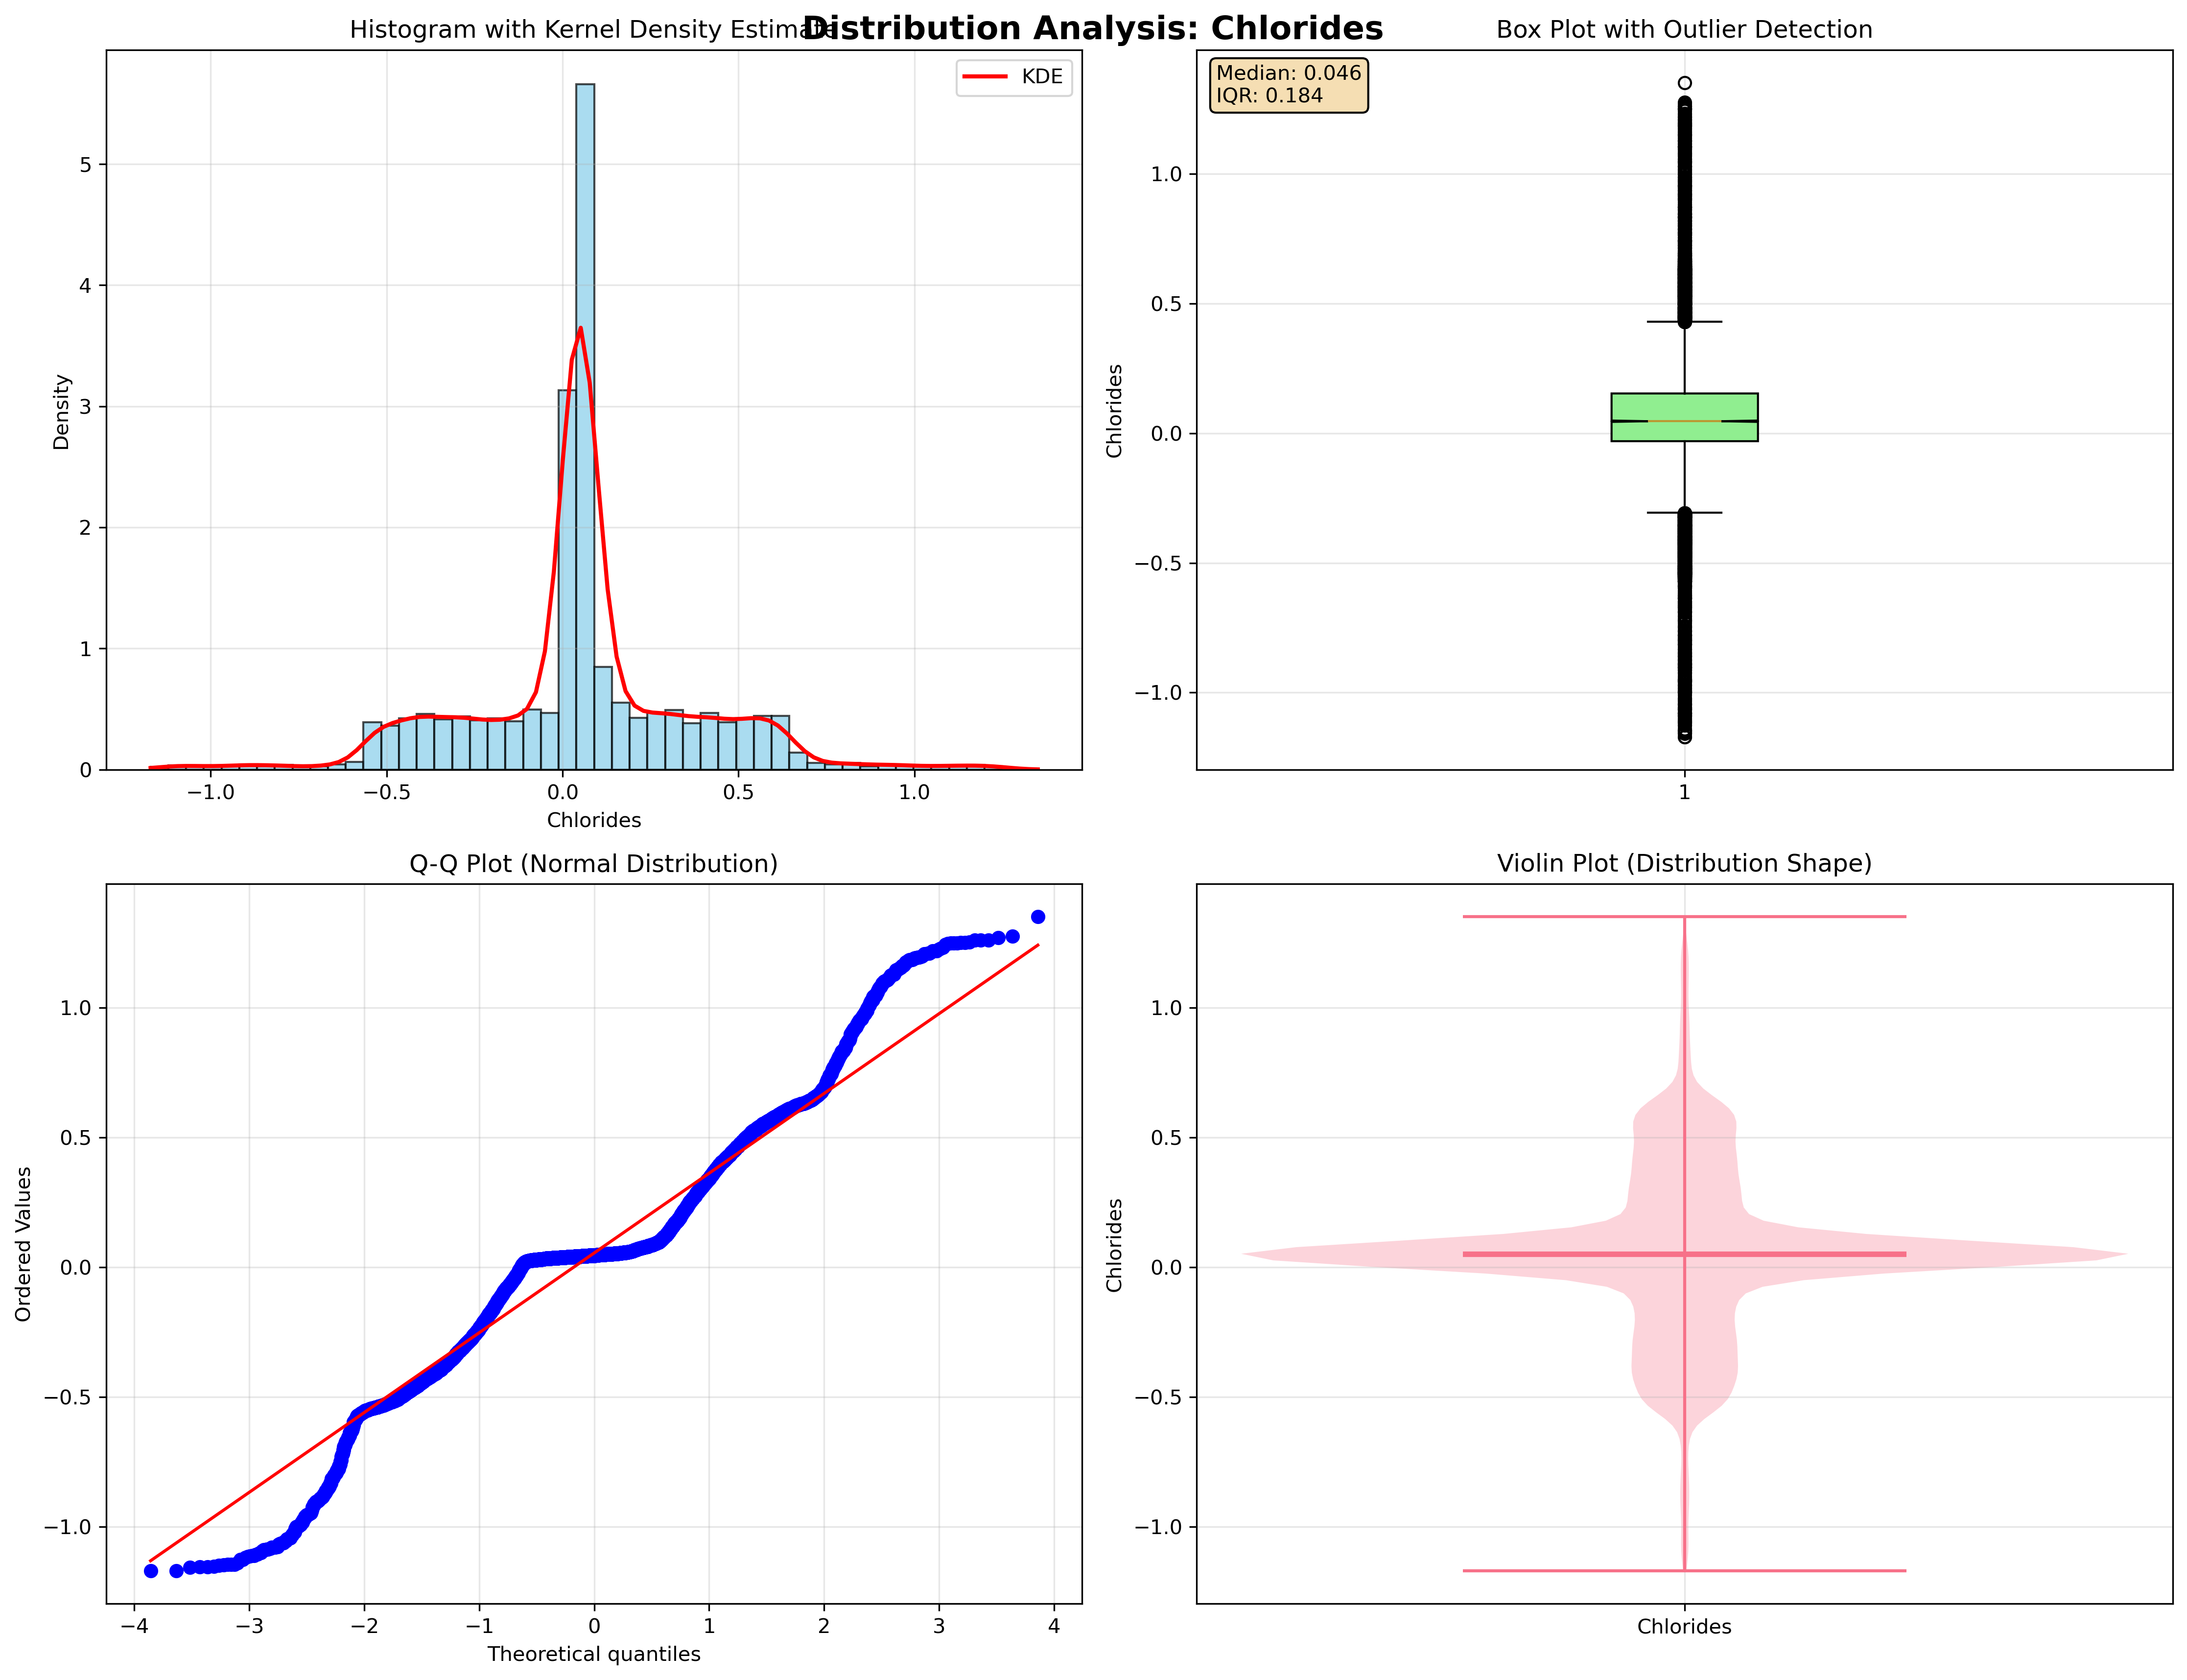 Distribution Analysis: Chlorides
Histogram with Kernel Density Estimate
KDE
5
4
3
2
1
0
Density
−1.0
−0.5
0.0
0.5
1.0
Chlorides
Box Plot with Outlier Detection
Median: 0.046
IQR: 0.184
1.0
0.5
0.0
−0.5
−1.0
Chlorides
1
Q-Q Plot (Normal Distribution)
1.0
0.5
0.0
−0.5
−1.0
Ordered Values
−4
−3
−2
−1
0
1
2
3
4
Theoretical quantiles
Violin Plot (Distribution Shape)
1.0
0.5
0.0
−0.5
−1.0
Chlorides
Chlorides